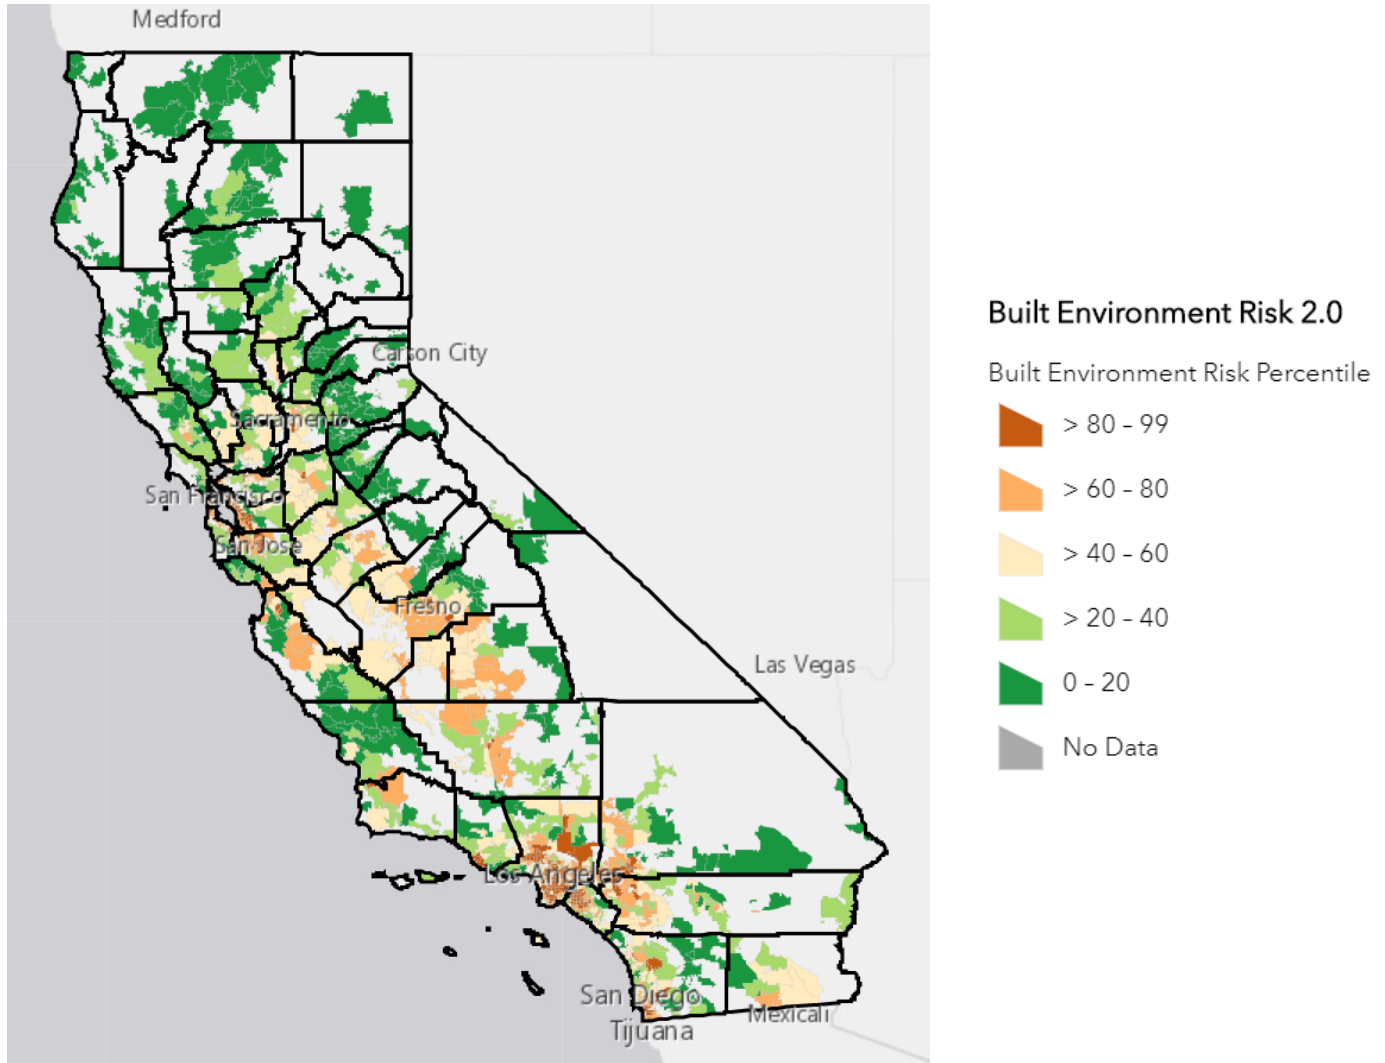 Medford
Carson City
Sacramento
San Francisco
San Jose
Fresno
Las Vegas
Los Angeles
San Diego
Tijuana
Mexicali
Built Environment Risk 2.0
Built Environment Risk Percentile
> 80 - 99
> 60 - 80
> 40 - 60
> 20 - 40
0 - 20
No Data